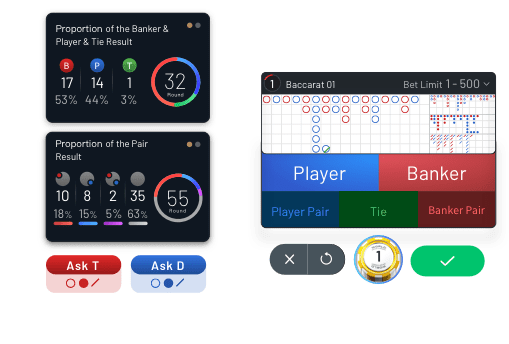 Proportion of the Banker &
Player & Tie Result
B P T
17 14 1
53% 44% 3%
32
Round
Proportion of the Pair
Result
10 8 2 35
18% 15% 5% 63%
55
Round
Ask T
Ask D
1 Baccarat 01 Bet Limit 1 - 500
Player Banker
Player Pair Tie Banker Pair
1